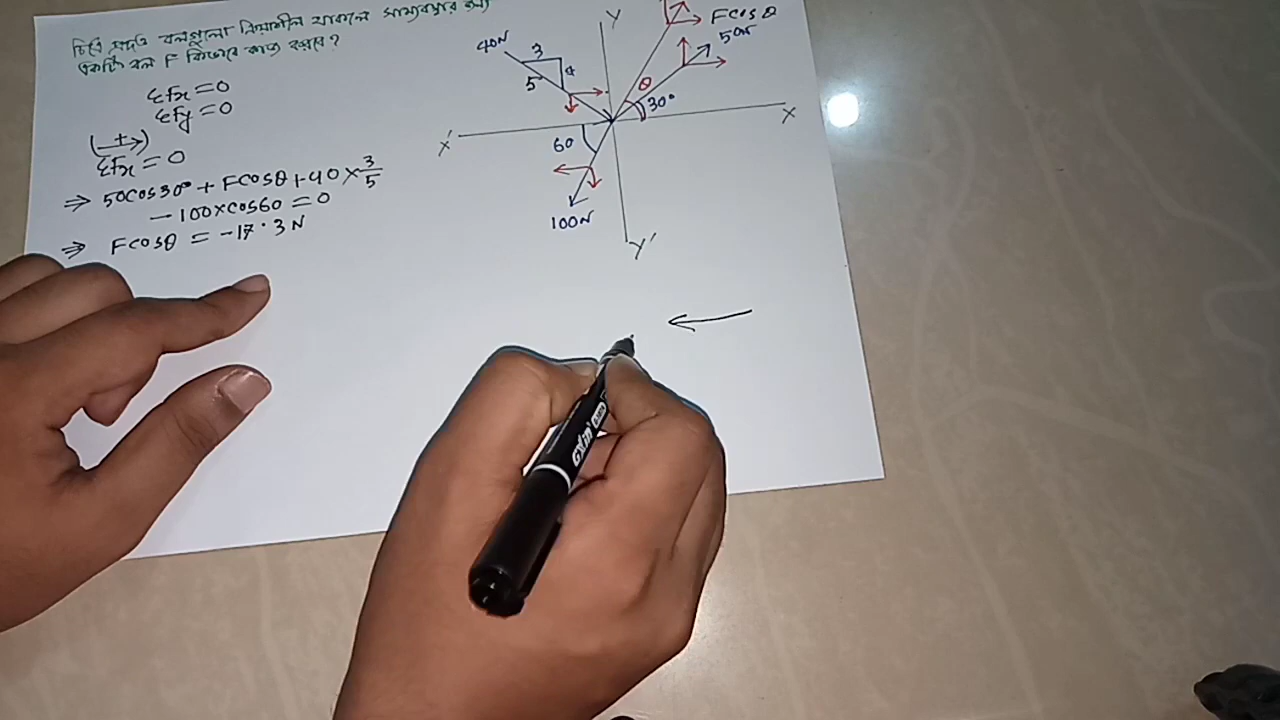 চিত্রে প্রদত্ত বলগুলো ক্রিয়াশীল থাকলে সাম্যবস্থার জন্য
একটি বল F কিভাবে কাজ করবে?
ΣFx = 0
ΣFy = 0
(+→)
ΣFx = 0
⇒ 50cos30° + Fcosθ + 40 × 3/5
- 100×cos60 = 0
⇒ Fcosθ = -17.3 N
Y
Fcosθ
50N
40N
3
4
5
θ
30°
X
X'
60
100N
Y'